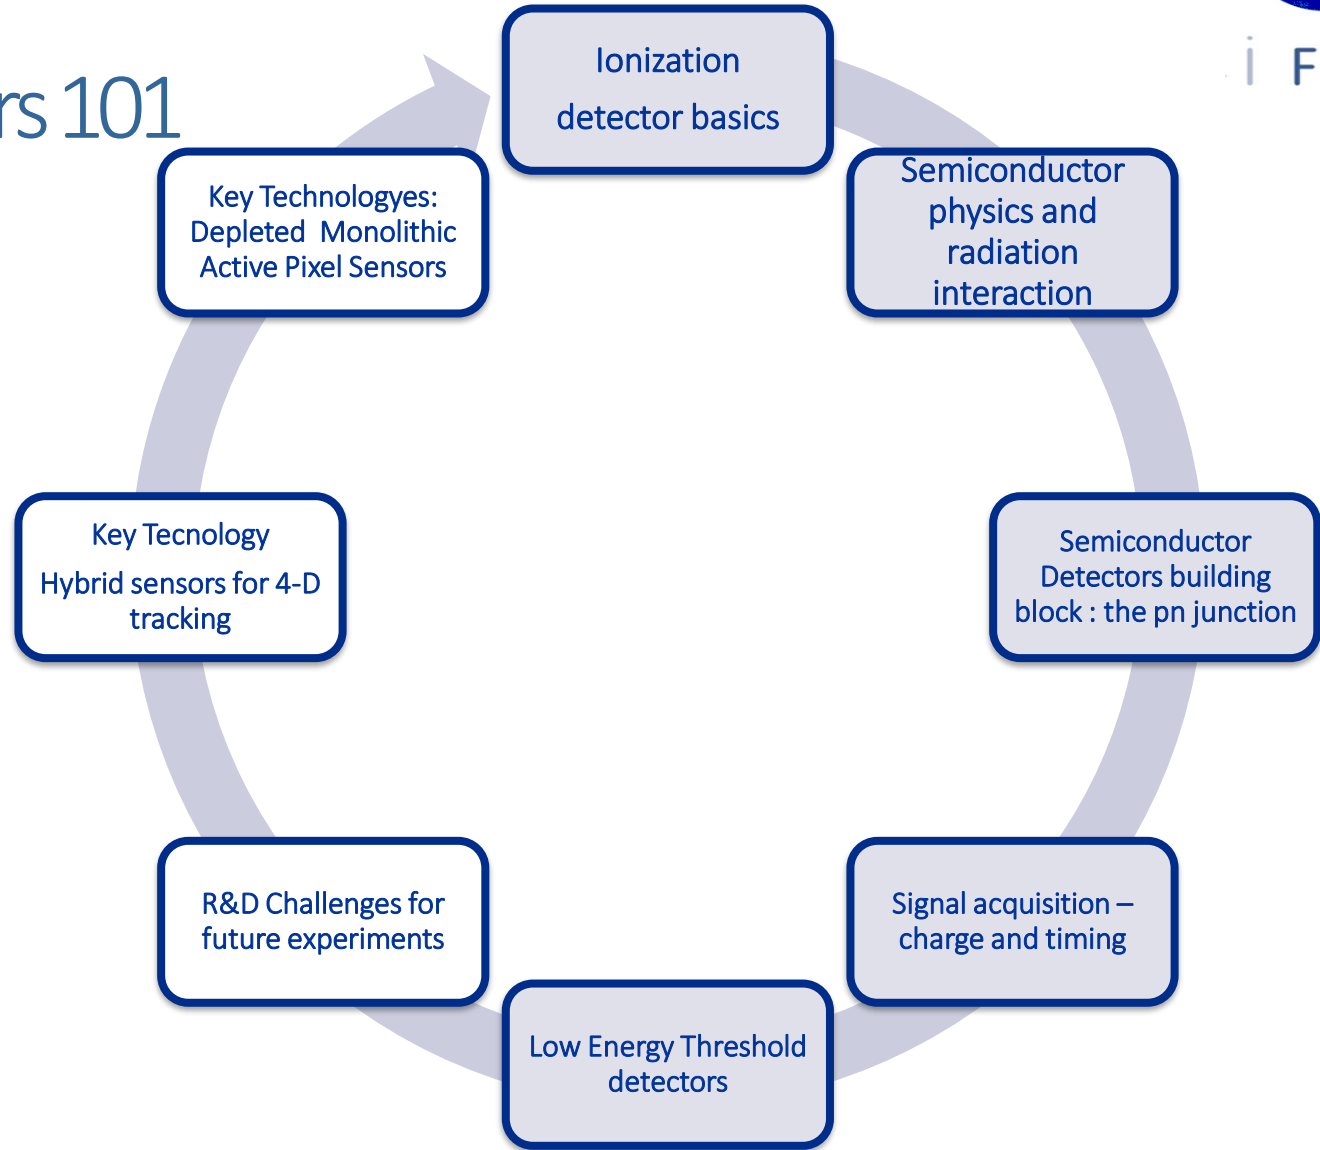 rs 101
i F
Ionization
detector basics
Semiconductor
physics and
radiation
interaction
Semiconductor
Detectors building
block : the pn junction
Signal acquisition –
charge and timing
Low Energy Threshold
detectors
R&D Challenges for
future experiments
Key Tecnology
Hybrid sensors for 4-D
tracking
Key Technologyes:
Depleted  Monolithic
Active Pixel Sensors